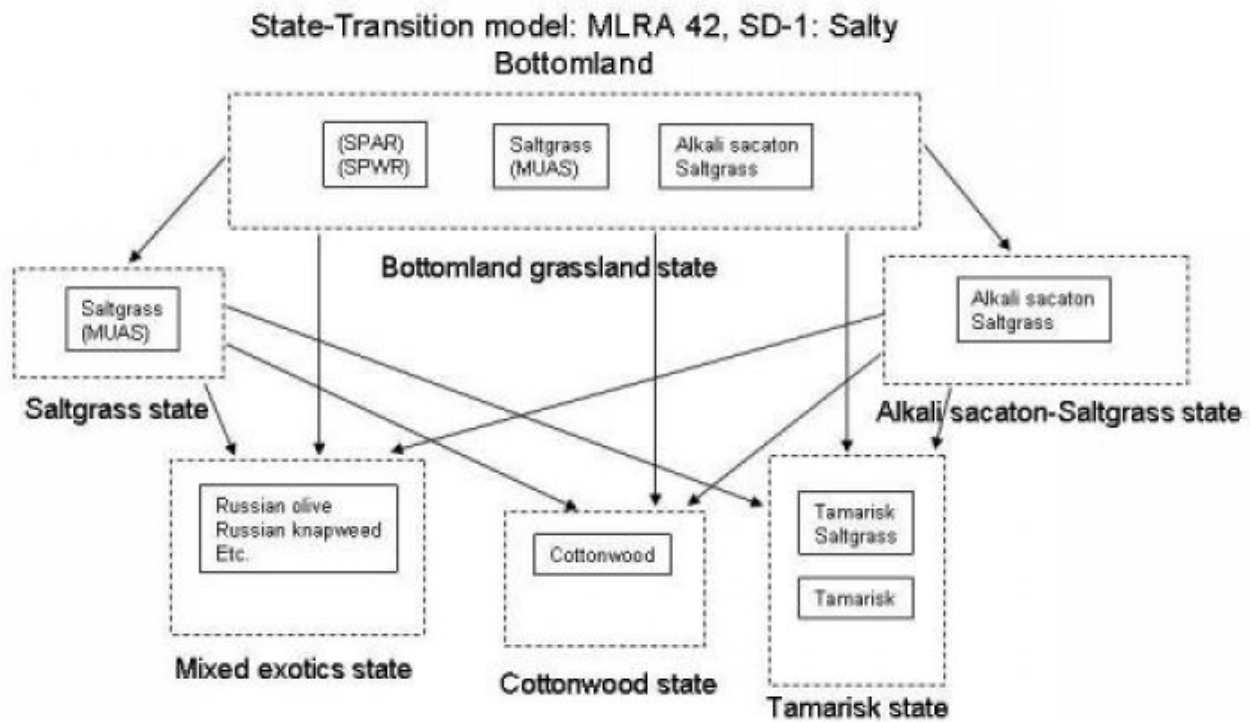 State-Transition model: MLRA 42, SD-1: Salty
Bottomland
(SPAR)
(SPWR)
Saltgrass
(MUAS)
Alkali sacaton
Saltgrass
Bottomland grassland state
Saltgrass
(MUAS)
Alkali sacaton
Saltgrass
Saltgrass state
Alkali sacaton-Saltgrass state
Russian olive
Russian knapweed
Etc.
Cottonwood
Tamarisk
Saltgrass
Tamarisk
Mixed exotics state
Cottonwood state
Tamarisk state